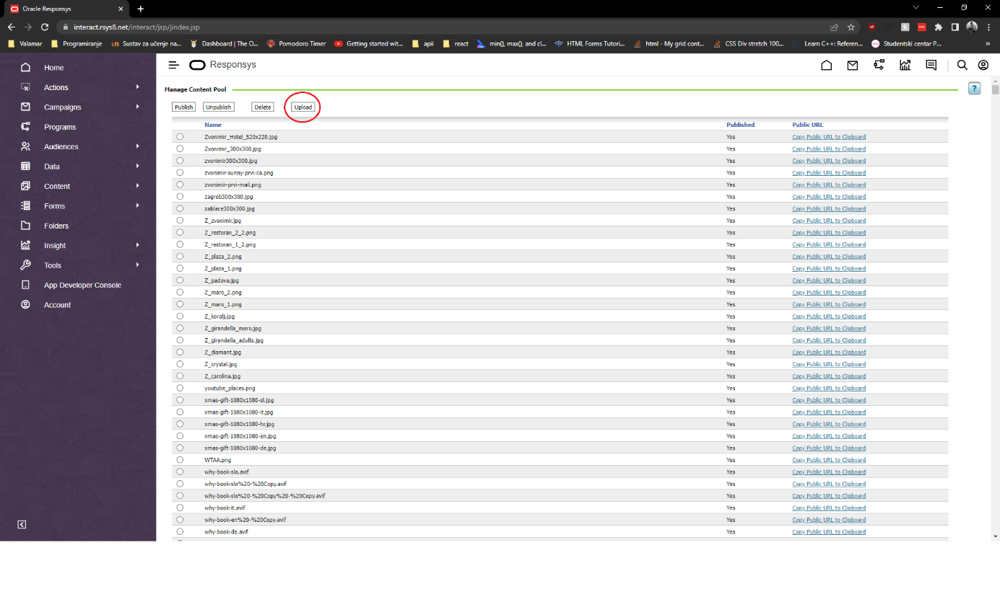 Oracle Responsys
interact.rsys8.net/interact/jsp/jindex.jsp
Valamar Programiranje Sustav za učenje na... Dashboard | The O... Pomodoro Timer Getting started wit... apii react min(), max(), and cl... HTML Forms Tutori... html - My grid cont... CSS Div stretch 100... Learn C++: Referen... Studentski centar P... »
Home
Actions
Campaigns
Programs
Audiences
Data
Content
Forms
Folders
Insight
Tools
App Developer Console
Account
Responsys
Manage Content Pool
?
Publish Unpublish Delete Upload
Name Published Public URL
Zvonimir_Hotel_520x220.jpg Yes Copy Public URL to Clipboard
Zvonimir_300x300.jpg Yes Copy Public URL to Clipboard
zvonimir300x300.jpg Yes Copy Public URL to Clipboard
zvonimir-sunny-prvi-ca.png Yes Copy Public URL to Clipboard
zvonimir-prvi-mail.png Yes Copy Public URL to Clipboard
zagreb300x300.jpg Yes Copy Public URL to Clipboard
zablace300x300.jpg Yes Copy Public URL to Clipboard
Z_zvonimir.jpg Yes Copy Public URL to Clipboard
Z_restoran_2_2.png Yes Copy Public URL to Clipboard
Z_restoran_1_2.png Yes Copy Public URL to Clipboard
Z_plaza_2.png Yes Copy Public URL to Clipboard
Z_plaza_1.png Yes Copy Public URL to Clipboard
Z_padova.jpg Yes Copy Public URL to Clipboard
Z_maro_2.png Yes Copy Public URL to Clipboard
Z_maro_1.png Yes Copy Public URL to Clipboard
Z_koralj.jpg Yes Copy Public URL to Clipboard
Z_girandella_maro.jpg Yes Copy Public URL to Clipboard
Z_girandella_adults.jpg Yes Copy Public URL to Clipboard
Z_diamant.jpg Yes Copy Public URL to Clipboard
Z_crystal.jpg Yes Copy Public URL to Clipboard
Z_carolina.jpg Yes Copy Public URL to Clipboard
youtube_places.png Yes Copy Public URL to Clipboard
xmas-gift-1080x1080-sl.jpg Yes Copy Public URL to Clipboard
xmas-gift-1080x1080-it.jpg Yes Copy Public URL to Clipboard
xmas-gift-1080x1080-hr.jpg Yes Copy Public URL to Clipboard
xmas-gift-1080x1080-en.jpg Yes Copy Public URL to Clipboard
xmas-gift-1080x1080-de.jpg Yes Copy Public URL to Clipboard
WTAA.png Yes Copy Public URL to Clipboard
why-book-slo.avif Yes Copy Public URL to Clipboard
why-book-slo%20-%20Copy.avif Yes Copy Public URL to Clipboard
why-book-slo%20-%20Copy%20-%20Copy.avif Yes Copy Public URL to Clipboard
why-book-it.avif Yes Copy Public URL to Clipboard
why-book-en%20-%20Copy.avif Yes Copy Public URL to Clipboard
why-book-de.avif Yes Copy Public URL to Clipboard